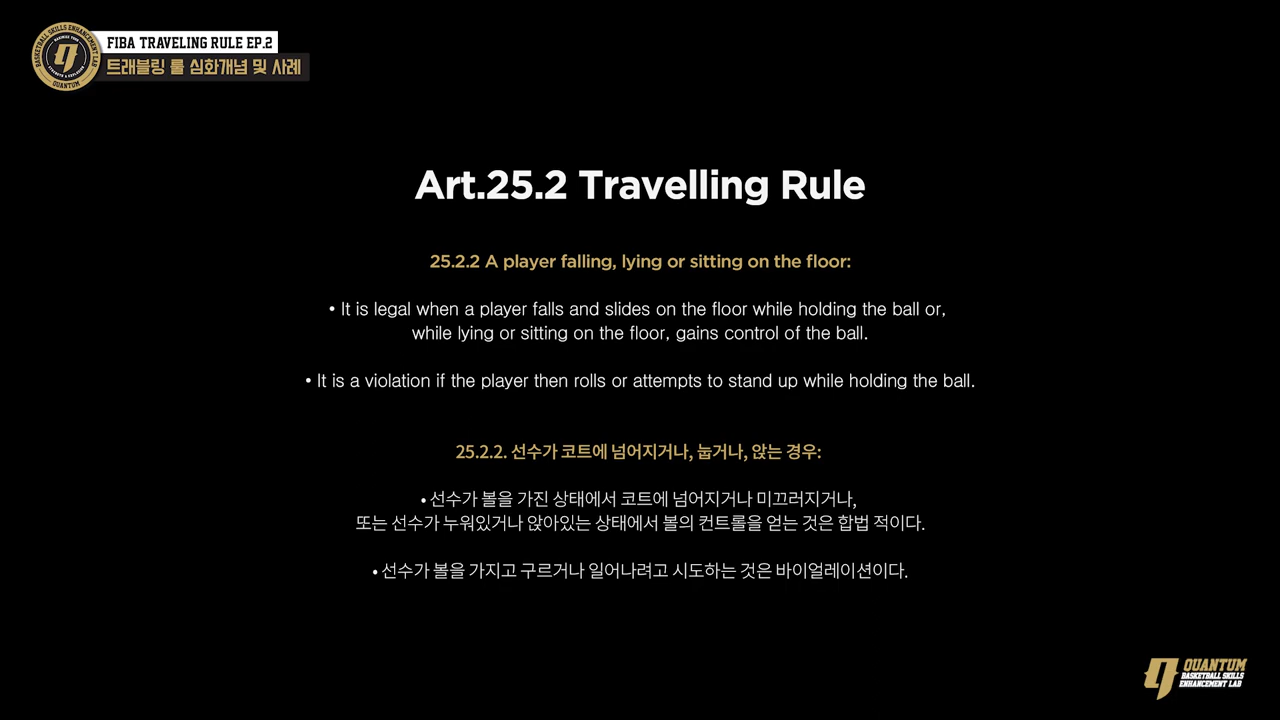 BASKETBALL SKILLS ENHANCEMENT LAB
QUANTUM
FIBA TRAVELING RULE EP.2
트래블링 룰 심화개념 및 사례
Art.25.2 Travelling Rule
25.2.2 A player falling, lying or sitting on the floor:
• It is legal when a player falls and slides on the floor while holding the ball or,
while lying or sitting on the floor, gains control of the ball.
• It is a violation if the player then rolls or attempts to stand up while holding the ball.
25.2.2. 선수가 코트에 넘어지거나, 눕거나, 앉는 경우:
• 선수가 볼을 가진 상태에서 코트에 넘어지거나 미끄러지거나,
또는 선수가 누워있거나 앉아있는 상태에서 볼의 컨트롤을 얻는 것은 합법 적이다.
• 선수가 볼을 가지고 구르거나 일어나려고 시도하는 것은 바이얼레이션이다.
QUANTUM
BASKETBALL SKILLS
ENHANCEMENT LAB